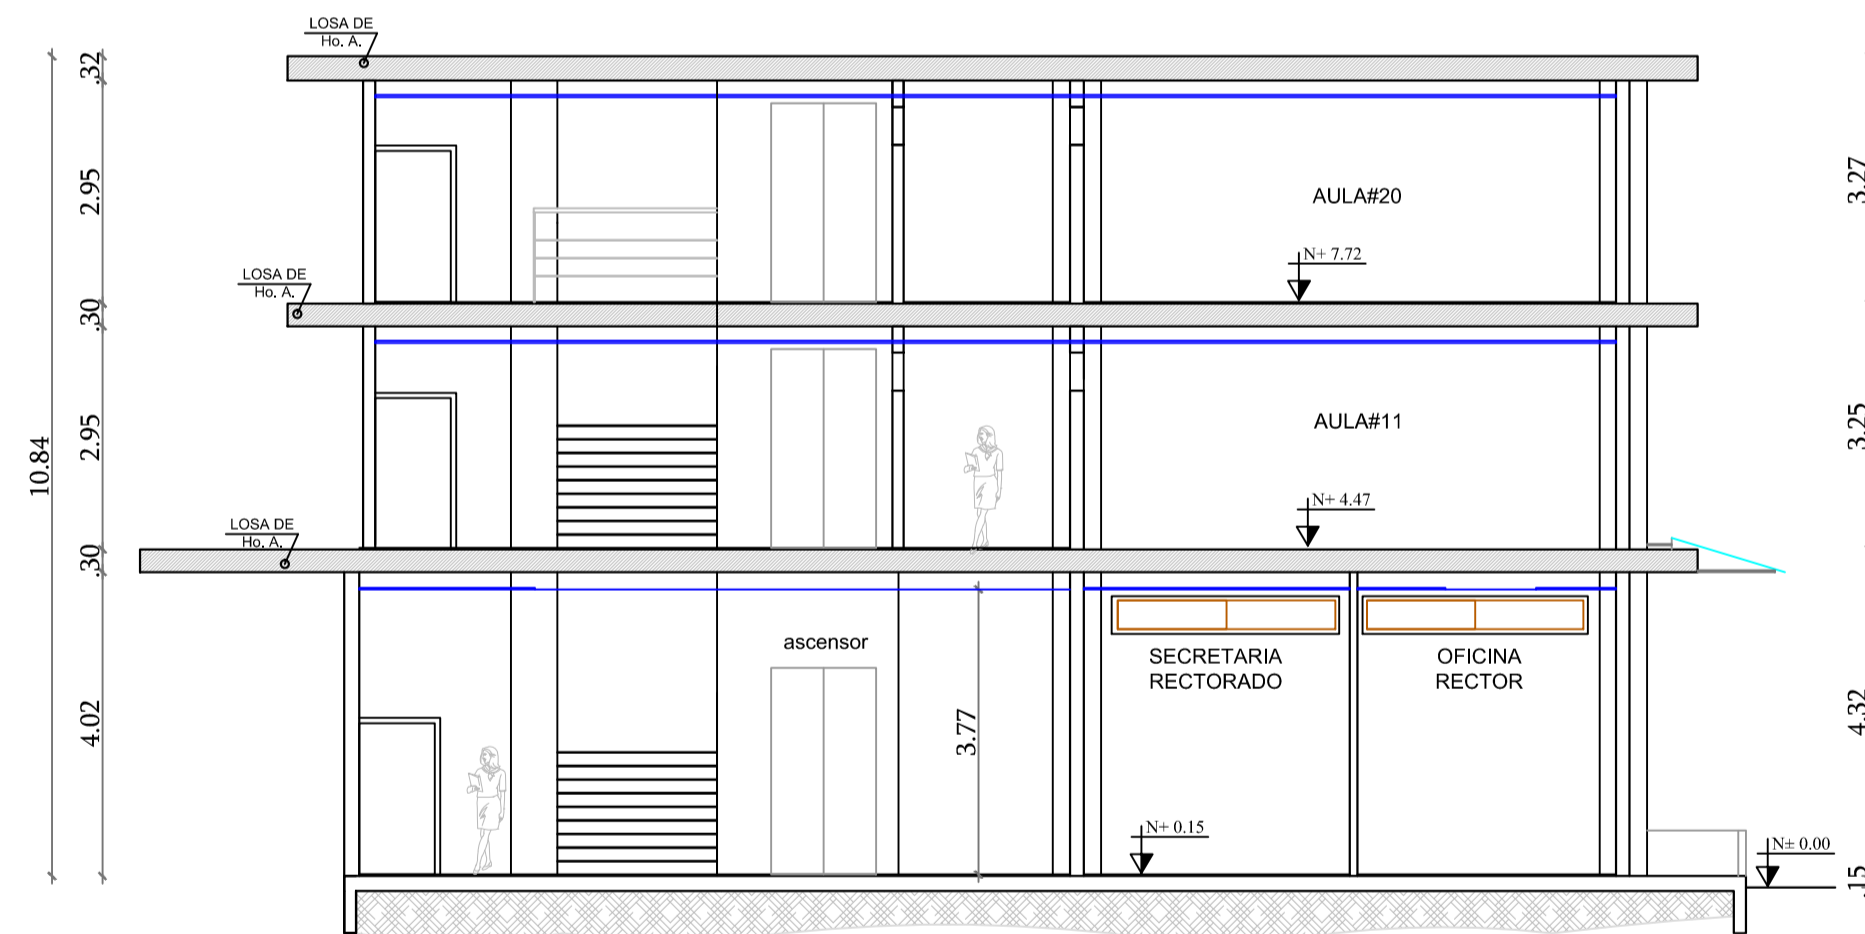 LOSA DE
Ho. A.
.32
2.95
3.27
AULA#20
N+ 7.72
LOSA DE
Ho. A.
.30
10.84
2.95
3.25
AULA#11
N+ 4.47
LOSA DE
Ho. A.
.30
ascensor
SECRETARIA
RECTORADO
OFICINA
RECTOR
4.02
3.77
4.32
N+ 0.15
N± 0.00
.15